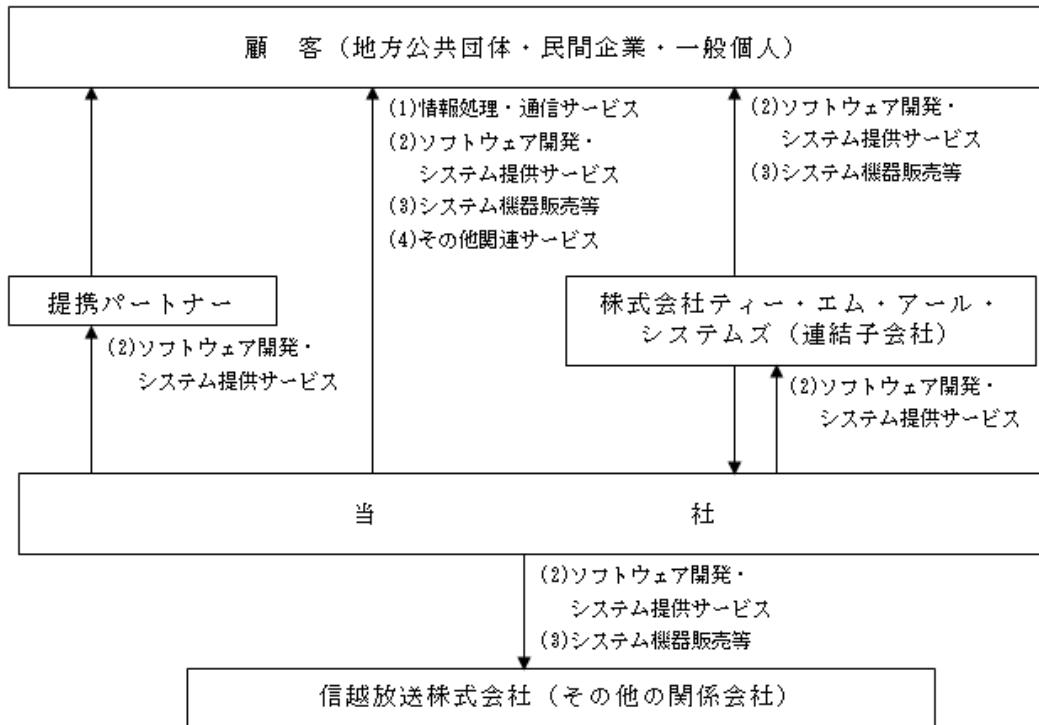 顧　客（地方公共団体・民間企業・一般個人）
(1)情報処理・通信サービス
(2)ソフトウェア開発・
システム提供サービス
(3)システム機器販売等
(4)その他関連サービス
(2)ソフトウェア開発・
システム提供サービス
(3)システム機器販売等
提携パートナー
株式会社ティー・エム・アール・
システムズ（連結子会社）
(2)ソフトウェア開発・
システム提供サービス
(2)ソフトウェア開発・
システム提供サービス
当　社
(2)ソフトウェア開発・
システム提供サービス
(3)システム機器販売等
信越放送株式会社（その他の関係会社）